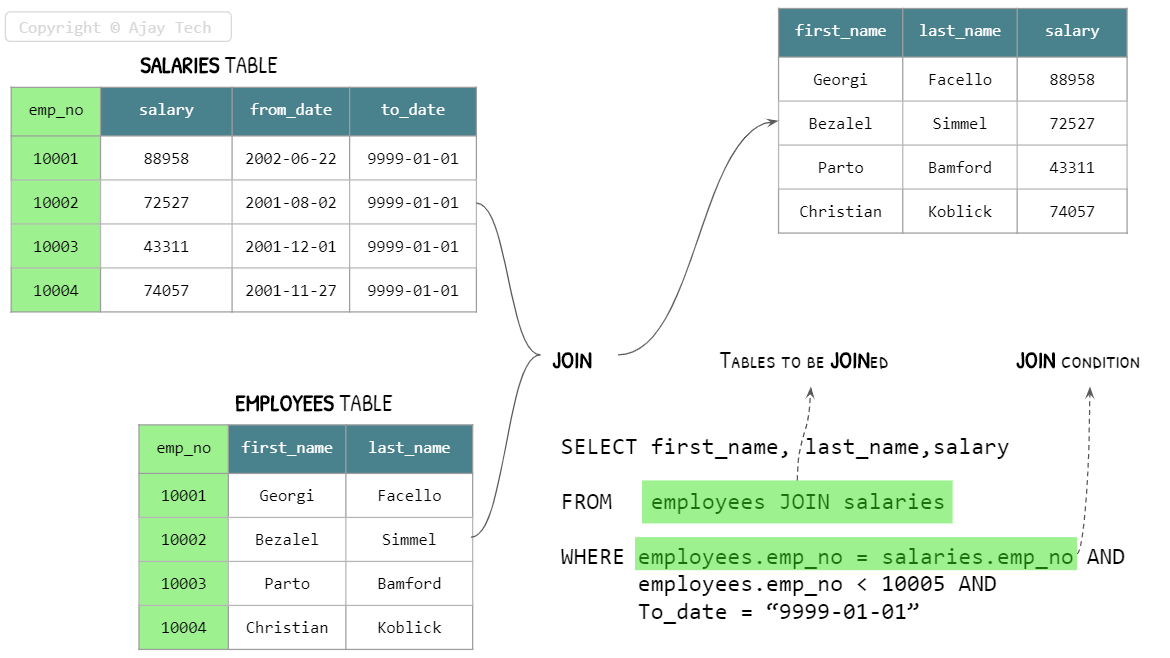 Copyright © Ajay Tech
SALARIES TABLE
emp_no salary from_date to_date
10001 88958 2002-06-22 9999-01-01
10002 72527 2001-08-02 9999-01-01
10003 43311 2001-12-01 9999-01-01
10004 74057 2001-11-27 9999-01-01
first_name last_name salary
Georgi Facello 88958
Bezalel Simmel 72527
Parto Bamford 43311
Christian Koblick 74057
JOIN
EMPLOYEES TABLE
emp_no first_name last_name
10001 Georgi Facello
10002 Bezalel Simmel
10003 Parto Bamford
10004 Christian Koblick
TABLES TO BE JOINED
JOIN CONDITION
SELECT first_name, last_name,salary
FROM employees JOIN salaries
WHERE employees.emp_no = salaries.emp_no AND
employees.emp_no < 10005 AND
To_date = “9999-01-01”